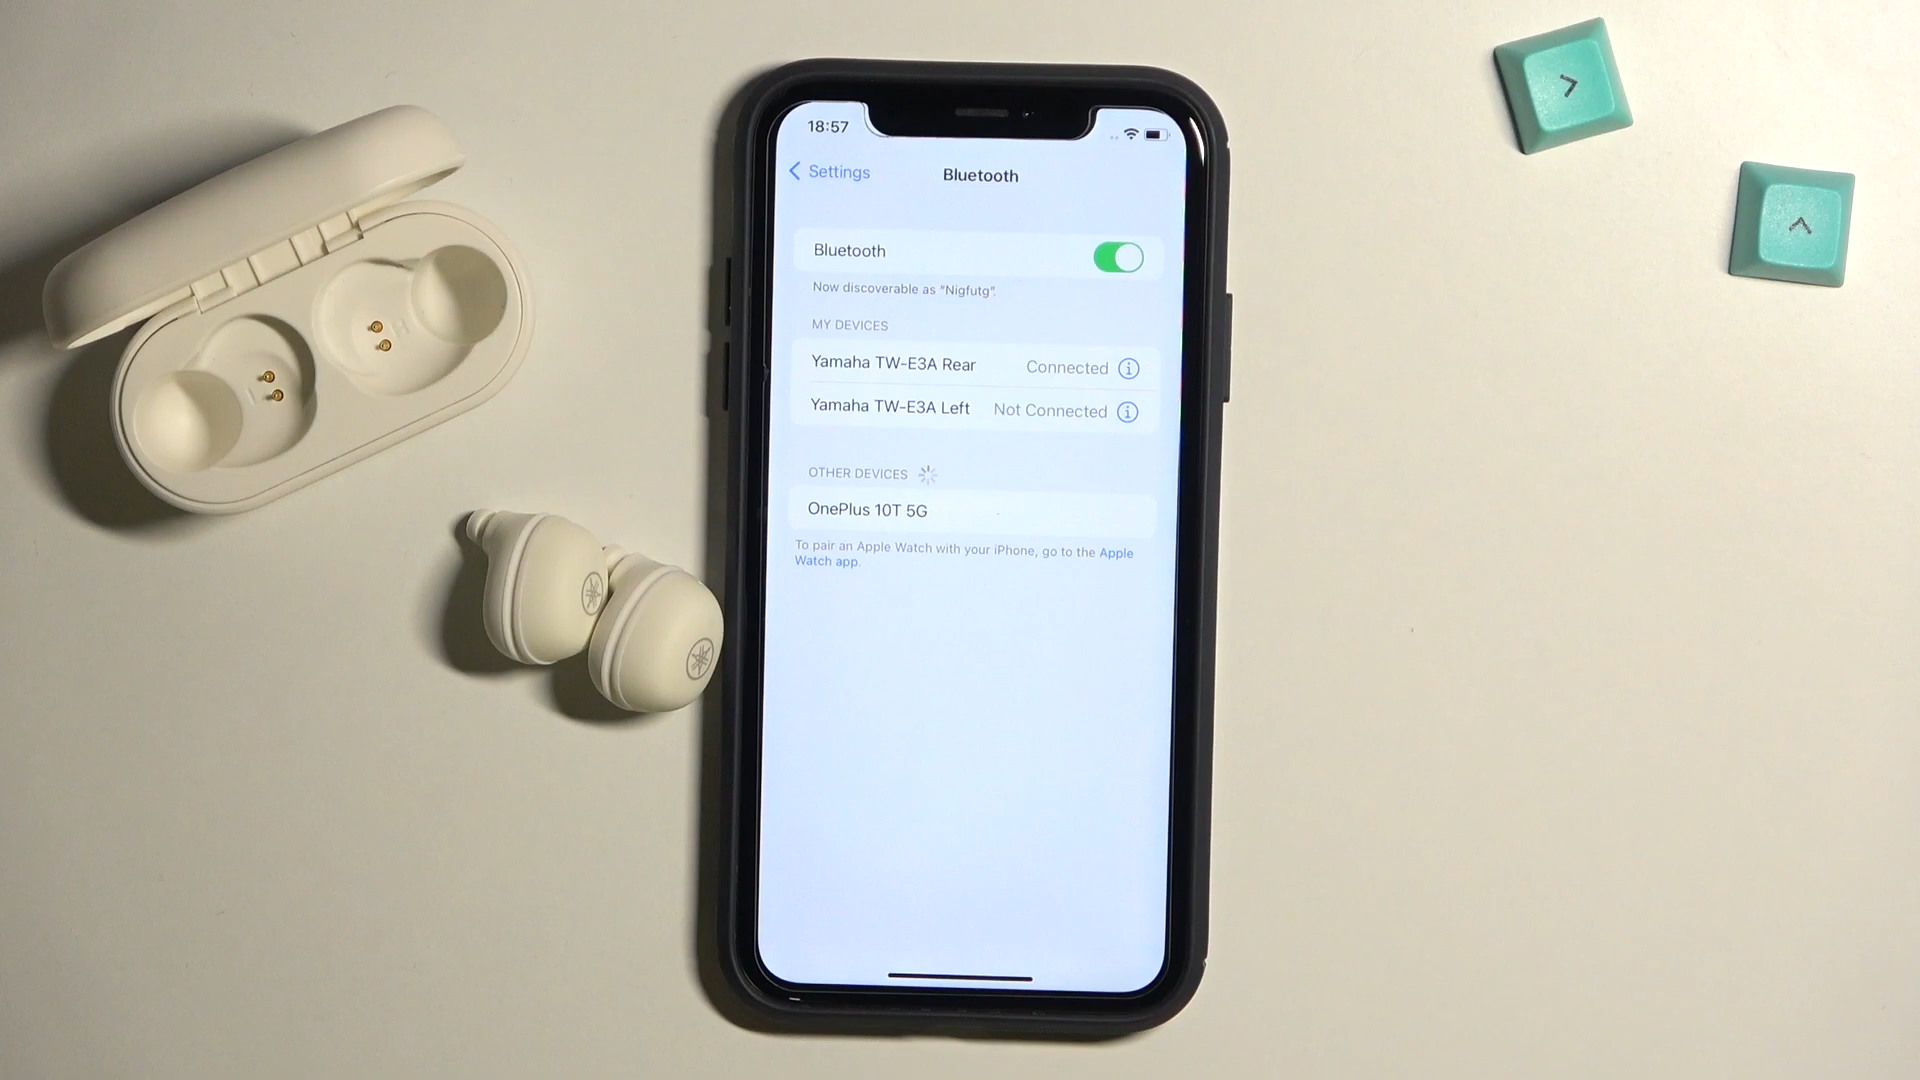 18:57
Settings
Bluetooth
Bluetooth
Now discoverable as “Nigfutg”.
MY DEVICES
Yamaha TW-E3A Rear Connected
Yamaha TW-E3A Left Not Connected
OTHER DEVICES
OnePlus 10T 5G
To pair an Apple Watch with your iPhone, go to the Apple
Watch app.